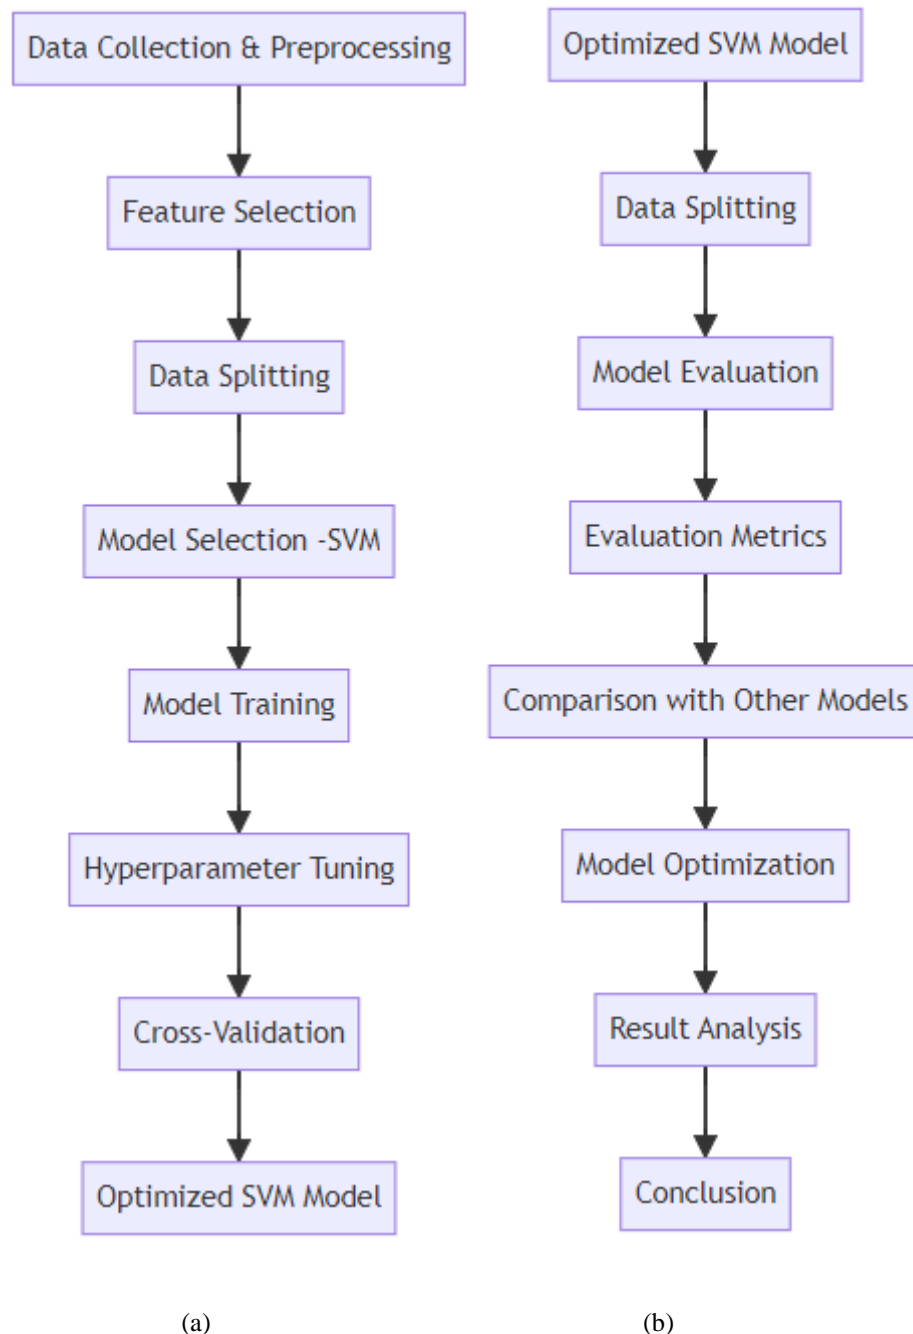 Data Collection & Preprocessing
Feature Selection
Data Splitting
Model Selection -SVM
Model Training
Hyperparameter Tuning
Cross-Validation
Optimized SVM Model
(a)
Optimized SVM Model
Data Splitting
Model Evaluation
Evaluation Metrics
Comparison with Other Models
Model Optimization
Result Analysis
Conclusion
(b)